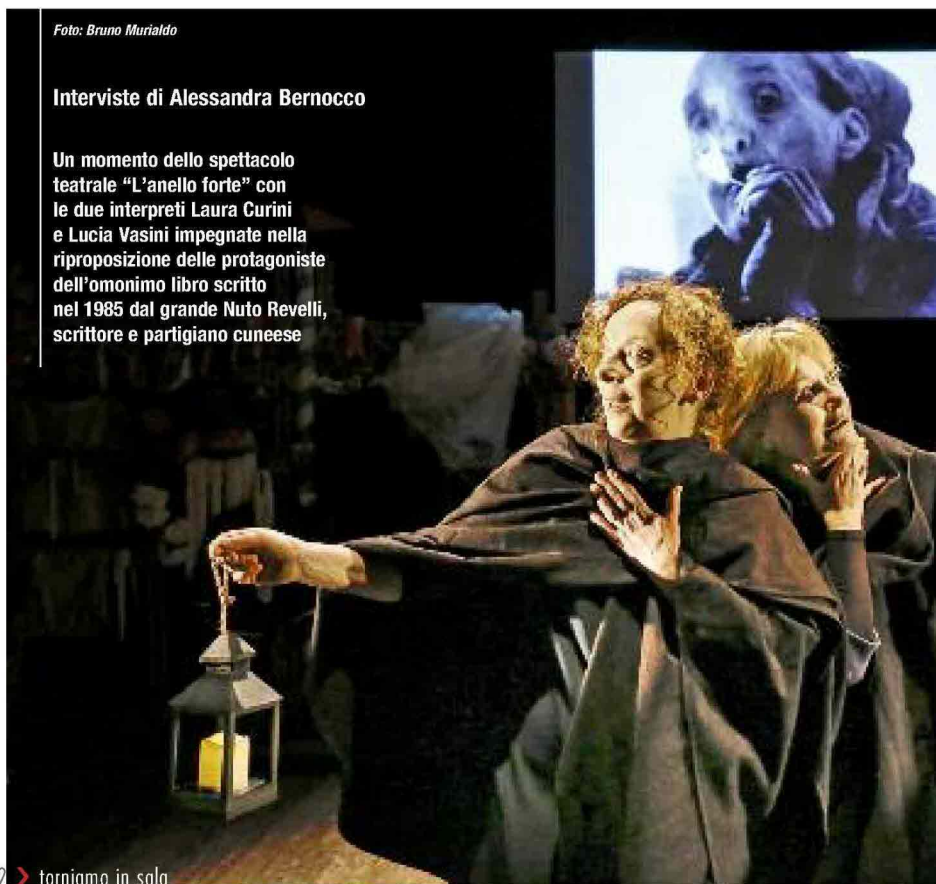 Foto: Bruno Murialdo
Interviste di Alessandra Bernocco
Un momento dello spettacolo
teatrale “L’anello forte” con
le due interpreti Laura Curini
e Lucia Vasini impegnate nella
riproposizione delle protagoniste
dell’omonimo libro scritto
nel 1985 dal grande Nuto Revelli,
scrittore e partigiano cuneese
torniamo in sala